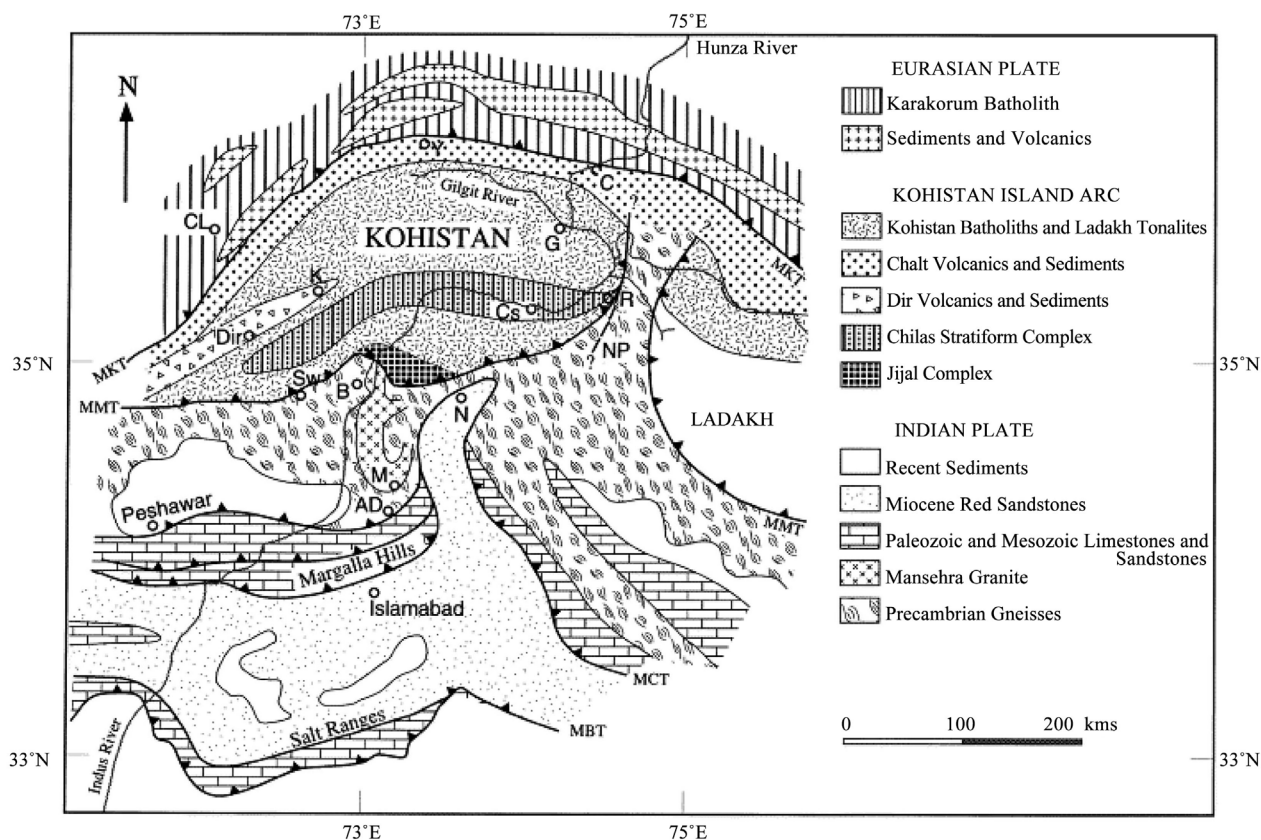 73°E
75°E
Hunza River
N
EURASIAN PLATE
Karakorum Batholith
Sediments and Volcanics
KOHISTAN ISLAND ARC
Kohistan Batholiths and Ladakh Tonalites
Chalt Volcanics and Sediments
Dir Volcanics and Sediments
Chilas Stratiform Complex
Jijal Complex
INDIAN PLATE
Recent Sediments
Miocene Red Sandstones
Paleozoic and Mesozoic Limestones and
Sandstones
Mansehra Granite
Precambrian Gneisses
0 100 200 kms
Y
C
Gilgit River
CL
KOHISTAN
G
?
?
MKT
K
R
Cs
Dir
NP
?
35°N
35°N
MKT
Sw
B
MMT
N
LADAKH
M
AD
Peshawar
MMT
Margalla Hills
Islamabad
MCT
Salt Ranges
MBT
Indus River
33°N
33°N
73°E
75°E